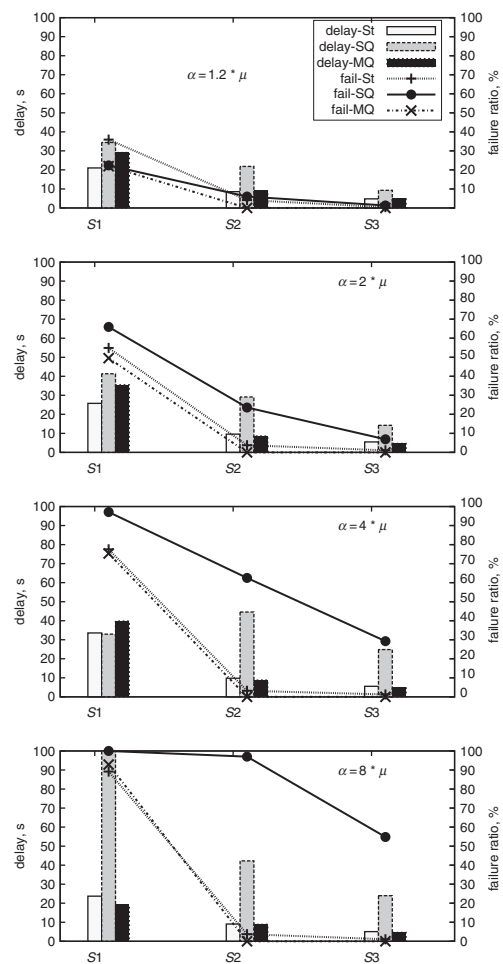 100
90
80
70
60
50
40
30
20
10
0
delay, s
α = 1.2 * μ
delay-St
delay-SQ
delay-MQ
fail-St
fail-SQ
fail-MQ
100
90
80
70
60
50
40
30
20
10
0
failure ratio, %
S1
S2
S3
100
90
80
70
60
50
40
30
20
10
0
delay, s
α = 2 * μ
100
90
80
70
60
50
40
30
20
10
0
failure ratio, %
S1
S2
S3
100
90
80
70
60
50
40
30
20
10
0
delay, s
α = 4 * μ
100
90
80
70
60
50
40
30
20
10
0
failure ratio, %
S1
S2
S3
100
90
80
70
60
50
40
30
20
10
0
delay, s
α = 8 * μ
100
90
80
70
60
50
40
30
20
10
0
failure ratio, %
S1
S2
S3